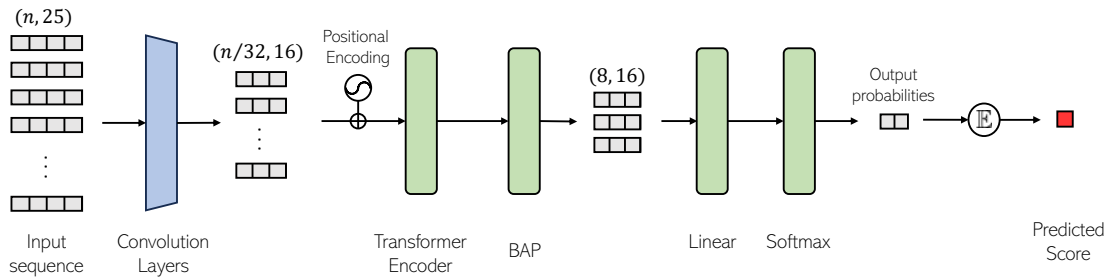 (n, 25)
(n/32, 16)
Positional
Encoding
(8, 16)
Output
probabilities
𝔼
Input
sequence
Convolution
Layers
Transformer
Encoder
BAP
Linear
Softmax
Predicted
Score